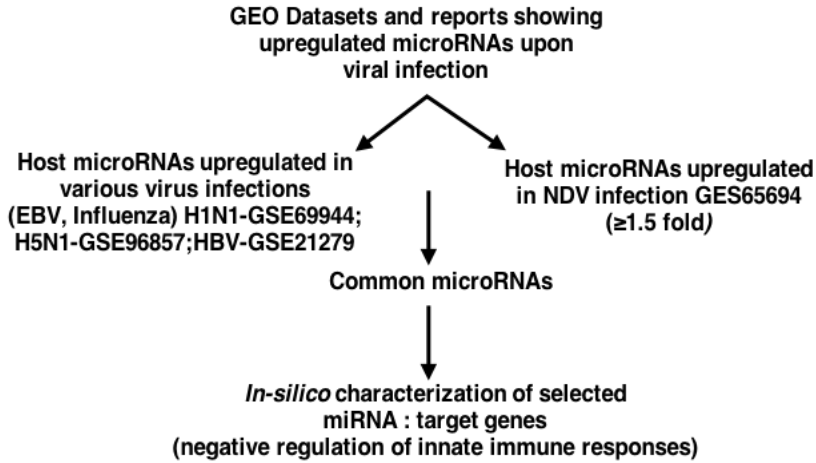 GEO Datasets and reports showing
upregulated microRNAs upon
viral infection
Host microRNAs upregulated in
various virus infections
(EBV, Influenza) H1N1-GSE69944;
H5N1-GSE96857;HBV-GSE21279
Host microRNAs upregulated
in NDV infection GES65694
(≥1.5 fold)
Common microRNAs
In-silico characterization of selected
miRNA : target genes
(negative regulation of innate immune responses)